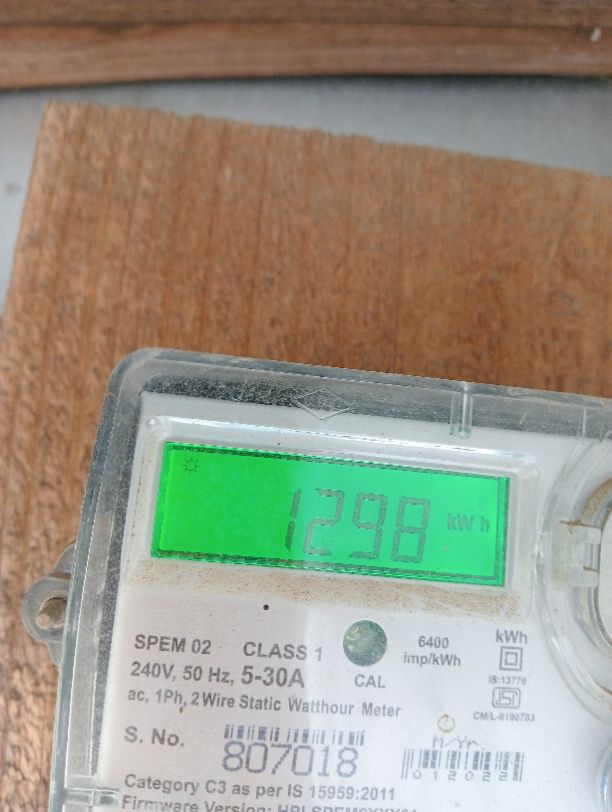 1298 kW h
SPEM 02 CLASS 1
6400 imp/kWh
kWh
240V, 50 Hz, 5-30A
CAL
IS:13779
ac, 1Ph, 2 Wire Static Watthour Meter
CM/L-9190783
S. No. 807018
M/Yr.
012022
Category C3 as per IS 15959:2011
Firmware Version: